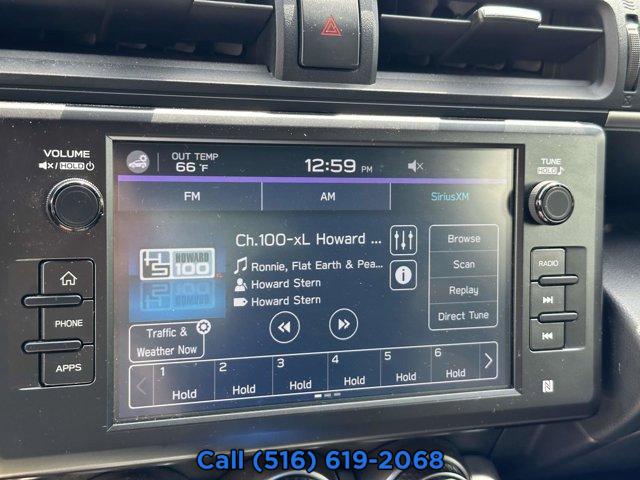 VOLUME
HOLD
OUT TEMP
66 °F
12:59 PM
TUNE
HOLD
FM
AM
SiriusXM
Ch.100-xL Howard ...
HOWARD
100
HS
Ronnie, Flat Earth & Pea...
Howard Stern
Howard Stern
Browse
Scan
Replay
Direct Tune
RADIO
PHONE
APPS
Traffic &
Weather Now
1 2 3 4 5 6
Hold Hold Hold Hold Hold Hold
N
Call (516) 619-2068